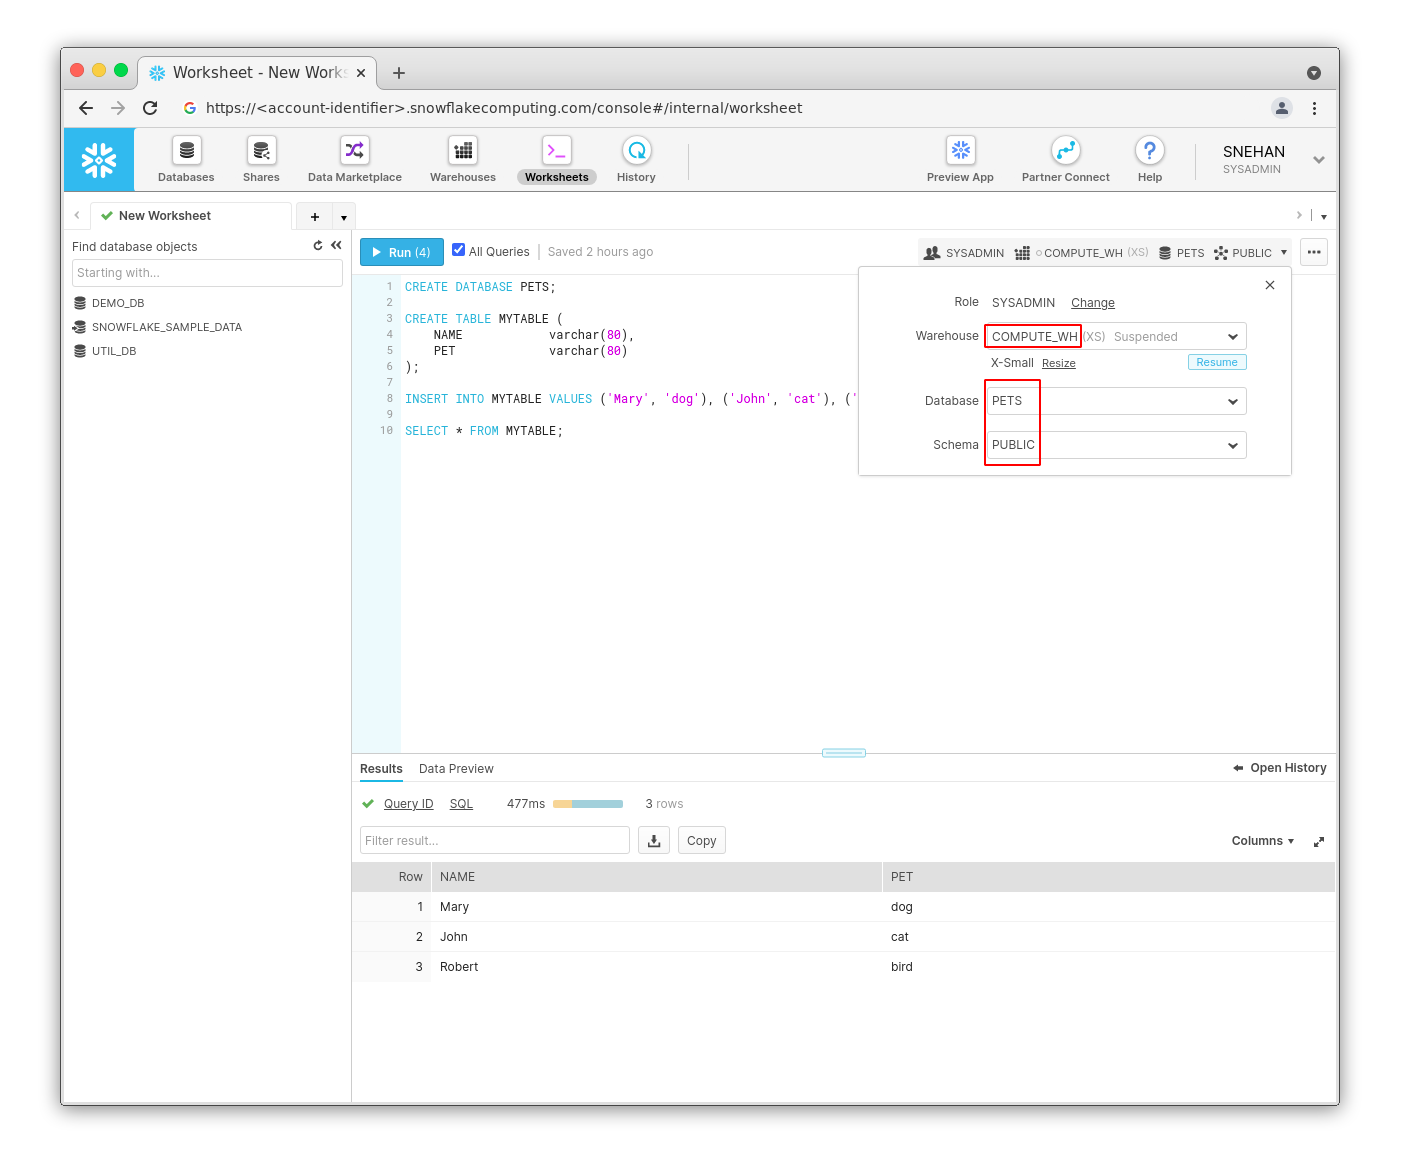 Worksheet - New Works
https://<account-identifier>.snowflakecomputing.com/console#/internal/worksheet
Databases Shares Data Marketplace Warehouses Worksheets History Preview App Partner Connect Help SNEHAN
SYSADMIN
New Worksheet
Find database objects
Starting with...
DEMO_DB
SNOWFLAKE_SAMPLE_DATA
UTIL_DB
Run (4) All Queries Saved 2 hours ago SYSADMIN COMPUTE_WH (XS) PETS PUBLIC
1 CREATE DATABASE PETS;
2
3 CREATE TABLE MYTABLE (
4 NAME varchar(80),
5 PET varchar(80)
6 );
7
8 INSERT INTO MYTABLE VALUES ('Mary', 'dog'), ('John', 'cat'), ('
9
10 SELECT * FROM MYTABLE;
Role SYSADMIN Change
Warehouse COMPUTE_WH (XS) Suspended
X-Small Resize Resume
Database PETS
Schema PUBLIC
Results Data Preview Open History
Query ID SQL 477ms 3 rows
Filter result... Copy Columns
Row NAME PET
1 Mary dog
2 John cat
3 Robert bird